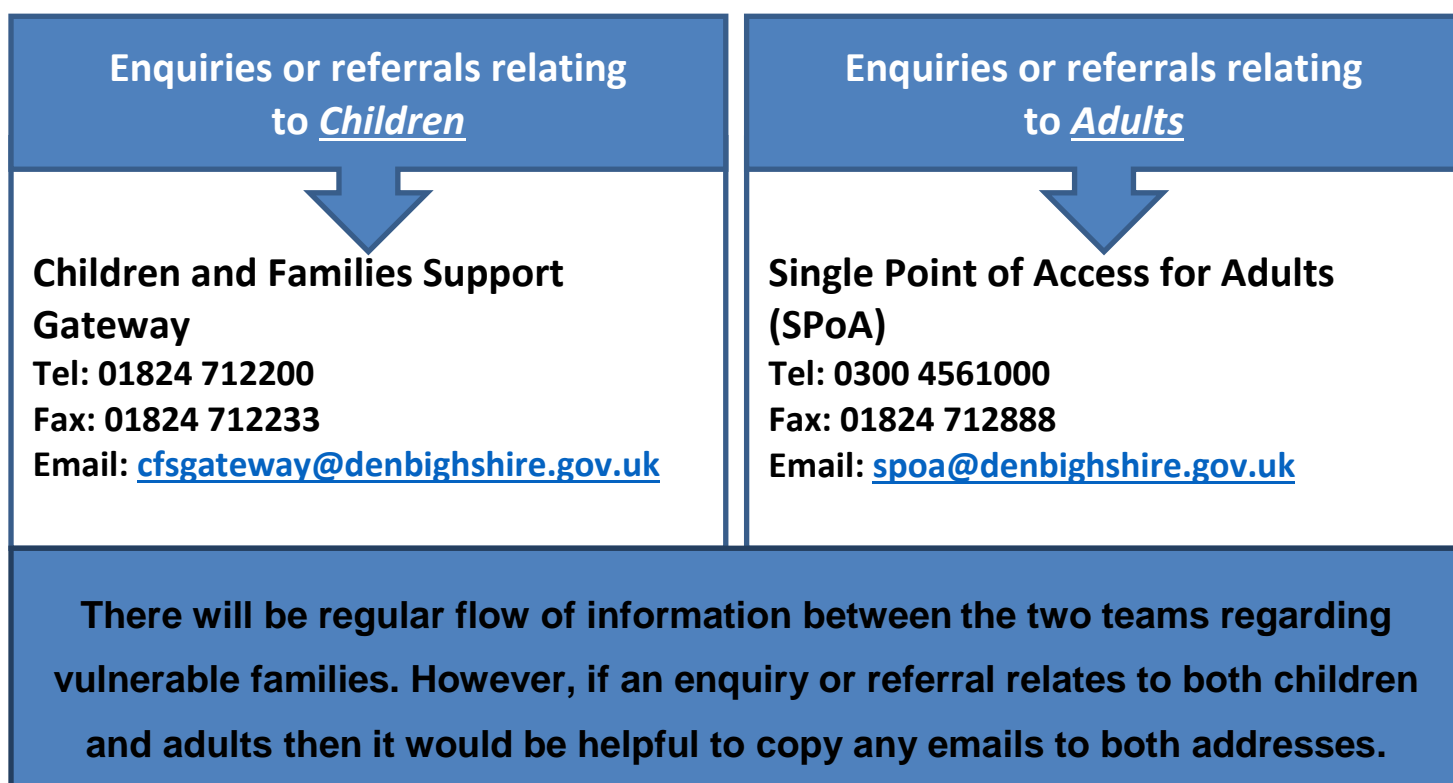 Enquiries or referrals relating
to Children
Children and Families Support
Gateway
Tel: 01824 712200
Fax: 01824 712233
Email: cfsgateway@denbighshire.gov.uk
Enquiries or referrals relating
to Adults
Single Point of Access for Adults
(SPoA)
Tel: 0300 4561000
Fax: 01824 712888
Email: spoa@denbighshire.gov.uk
There will be regular flow of information between the two teams regarding
vulnerable families. However, if an enquiry or referral relates to both children
and adults then it would be helpful to copy any emails to both addresses.